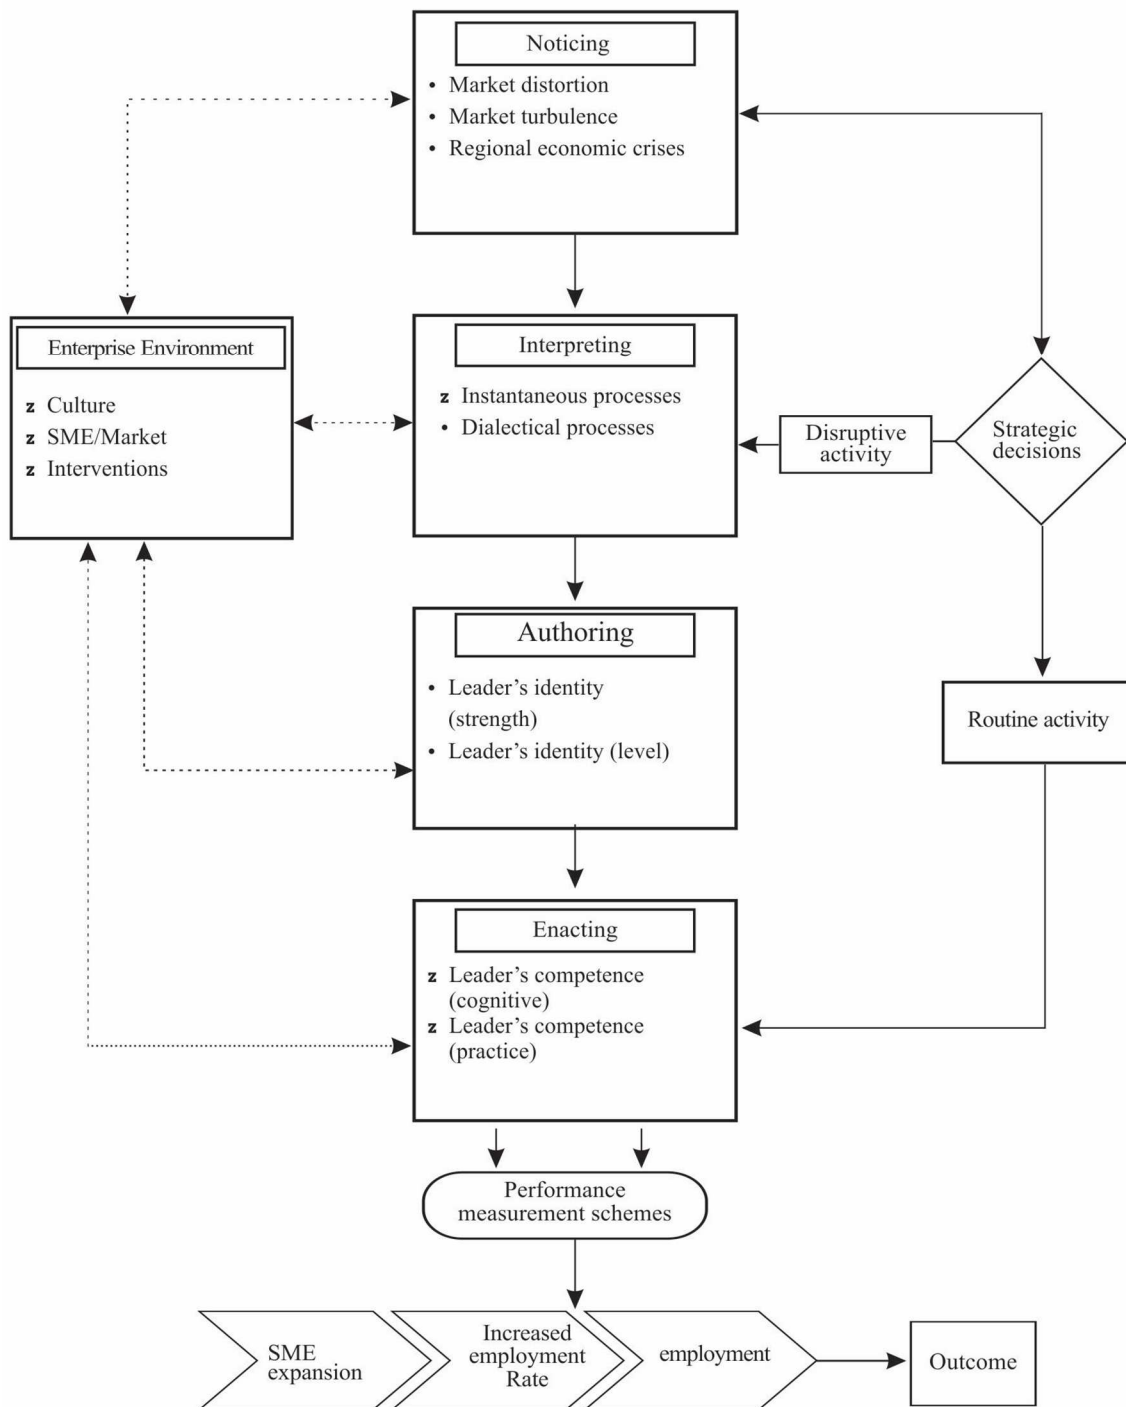 Noticing
• Market distortion
• Market turbulence
• Regional economic crises
Enterprise Environment
z Culture
z SME/Market
z Interventions
Interpreting
z Instantaneous processes
• Dialectical processes
Disruptive
activity
Strategic
decisions
Authoring
• Leader’s identity
(strength)
• Leader’s identity (level)
Routine activity
Enacting
z Leader’s competence
(cognitive)
z Leader’s competence
(practice)
Performance
measurement schemes
SME
expansion
Increased
employment
Rate
employment
Outcome